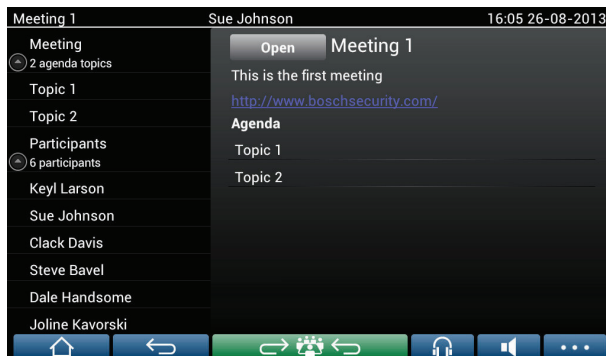 Meeting 1 Sue Johnson 16:05 26-08-2013
Meeting
2 agenda topics
Topic 1
Topic 2
Participants
6 participants
Keyl Larson
Sue Johnson
Clack Davis
Steve Bavel
Dale Handsome
Joline Kavorski
Open Meeting 1
This is the first meeting
http://www.boschsecurity.com/
Agenda
Topic 1
Topic 2